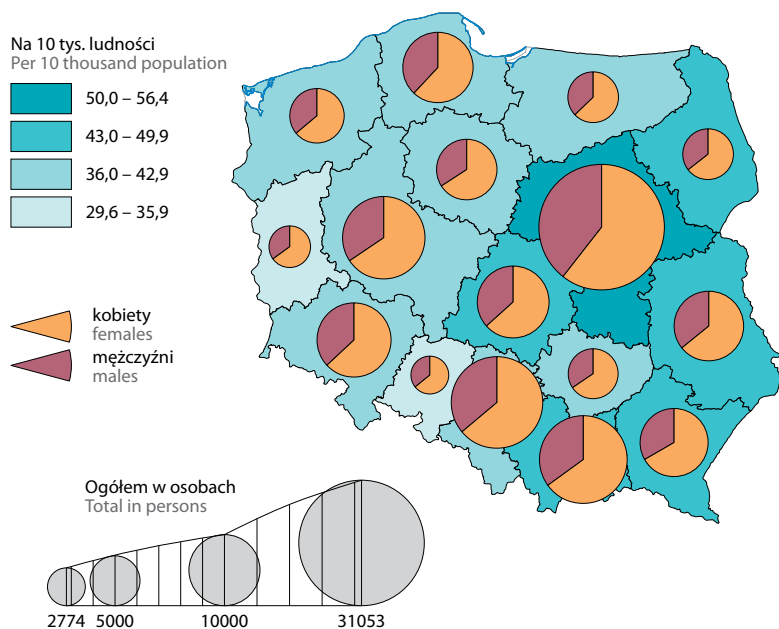 Na 10 tys. ludności
Per 10 thousand population
50,0 – 56,4
43,0 – 49,9
36,0 – 42,9
29,6 – 35,9
kobiety
females
mężczyźni
males
Ogółem w osobach
Total in persons
2774 5000 10000 31053